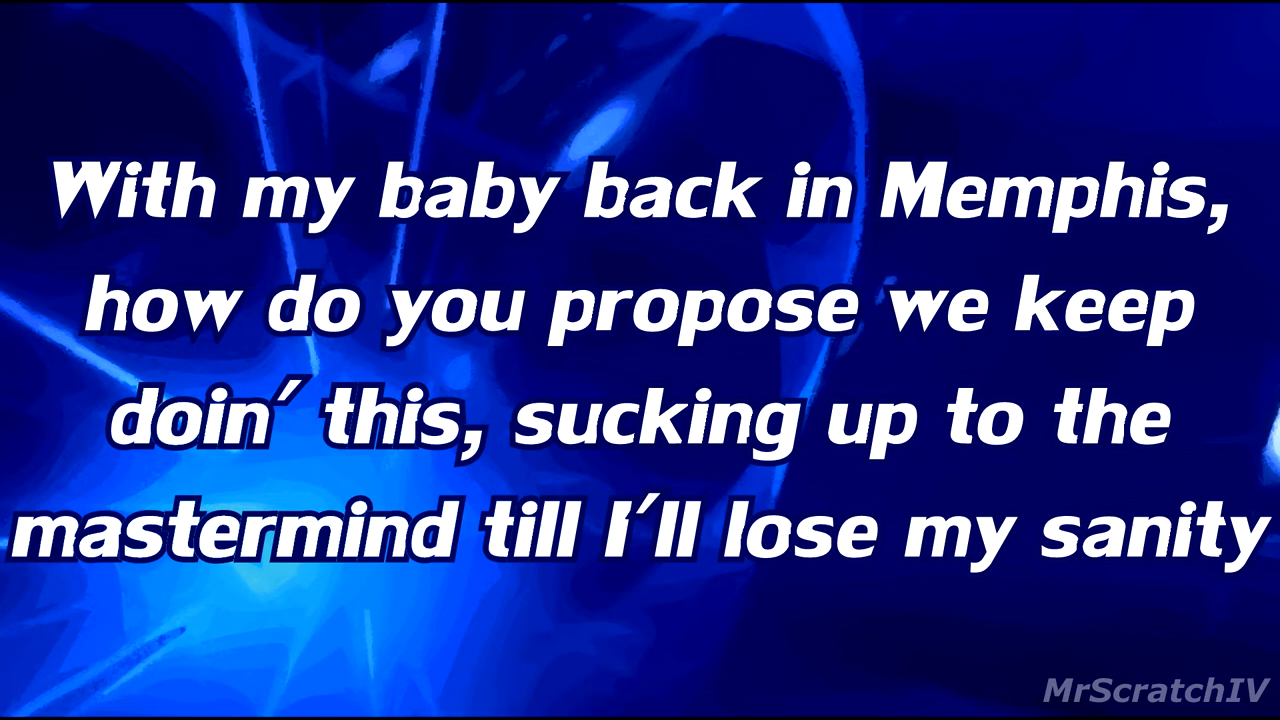 With my baby back in Memphis,
how do you propose we keep
doin' this, sucking up to the
mastermind till I'll lose my sanity
MrScratchIV